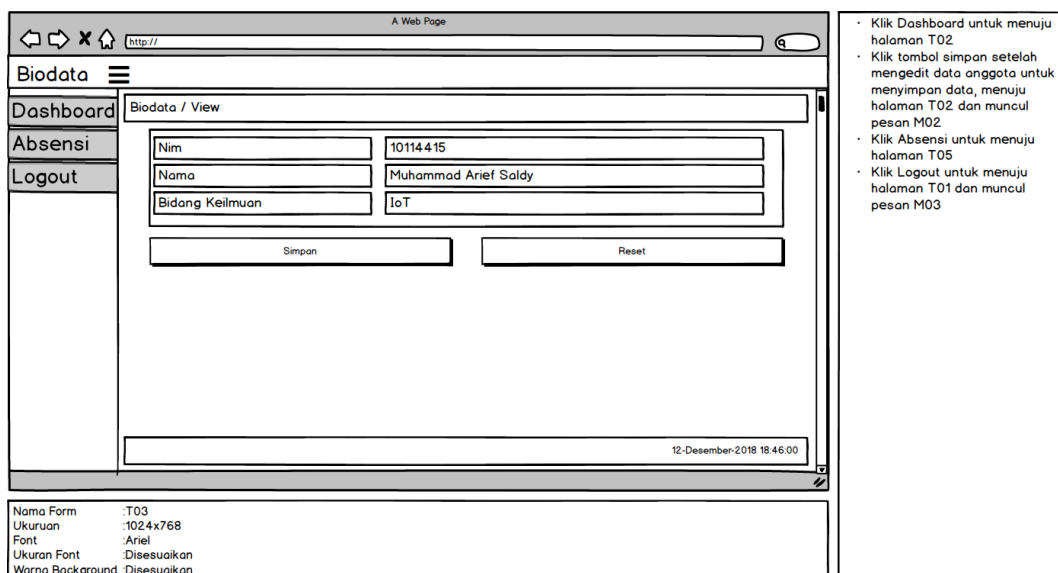 A Web Page
http://
Biodata
Dashboard
Absensi
Logout
Biodata / View
Nim
10114415
Nama
Muhammad Arief Saldy
Bidang Keilmuan
IoT
Simpan
Reset
12-Desember-2018 18:46:00
· Klik Dashboard untuk menuju
halaman T02
· Klik tombol simpan setelah
mengedit data anggota untuk
menyimpan data, menuju
halaman T02 dan muncul
pesan M02
· Klik Absensi untuk menuju
halaman T05
· Klik Logout untuk menuju
halaman T01 dan muncul
pesan M03
Nama Form :T03
Ukuruan :1024x768
Font :Ariel
Ukuran Font :Disesuaikan
Warna Background :Disesuaikan